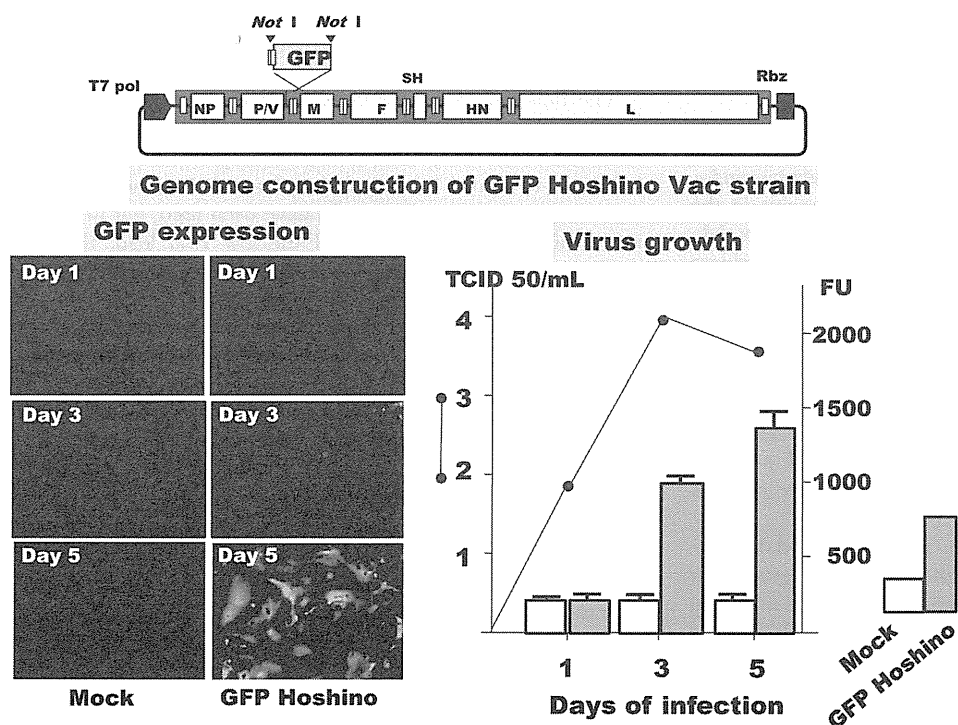 Not I Not I
GFP
T7 pol
SH
Rbz
NP P/V M F HN L
Genome construction of GFP Hoshino Vac strain
GFP expression
Virus growth
Day 1 Day 1
Day 3 Day 3
Day 5 Day 5
Mock GFP Hoshino
TCID 50/mL
FU
4
3
2
1
2000
1500
1000
500
1 3 5
Days of infection
Mock
GFP Hoshino